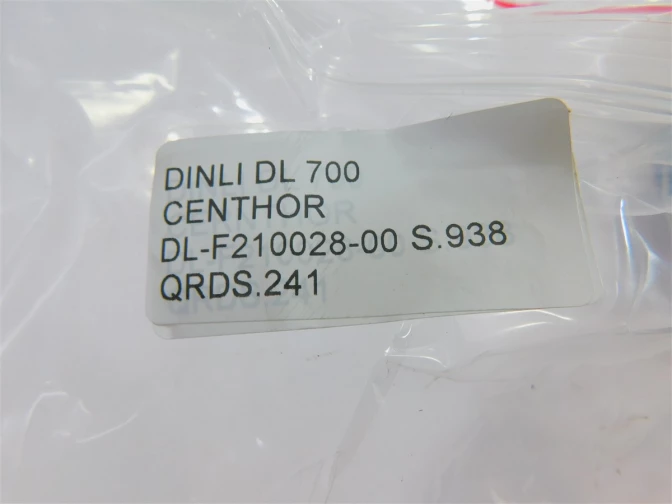 DINLI DL 700
CENTHOR
DL-F210028-00 S.938
QRDS.241